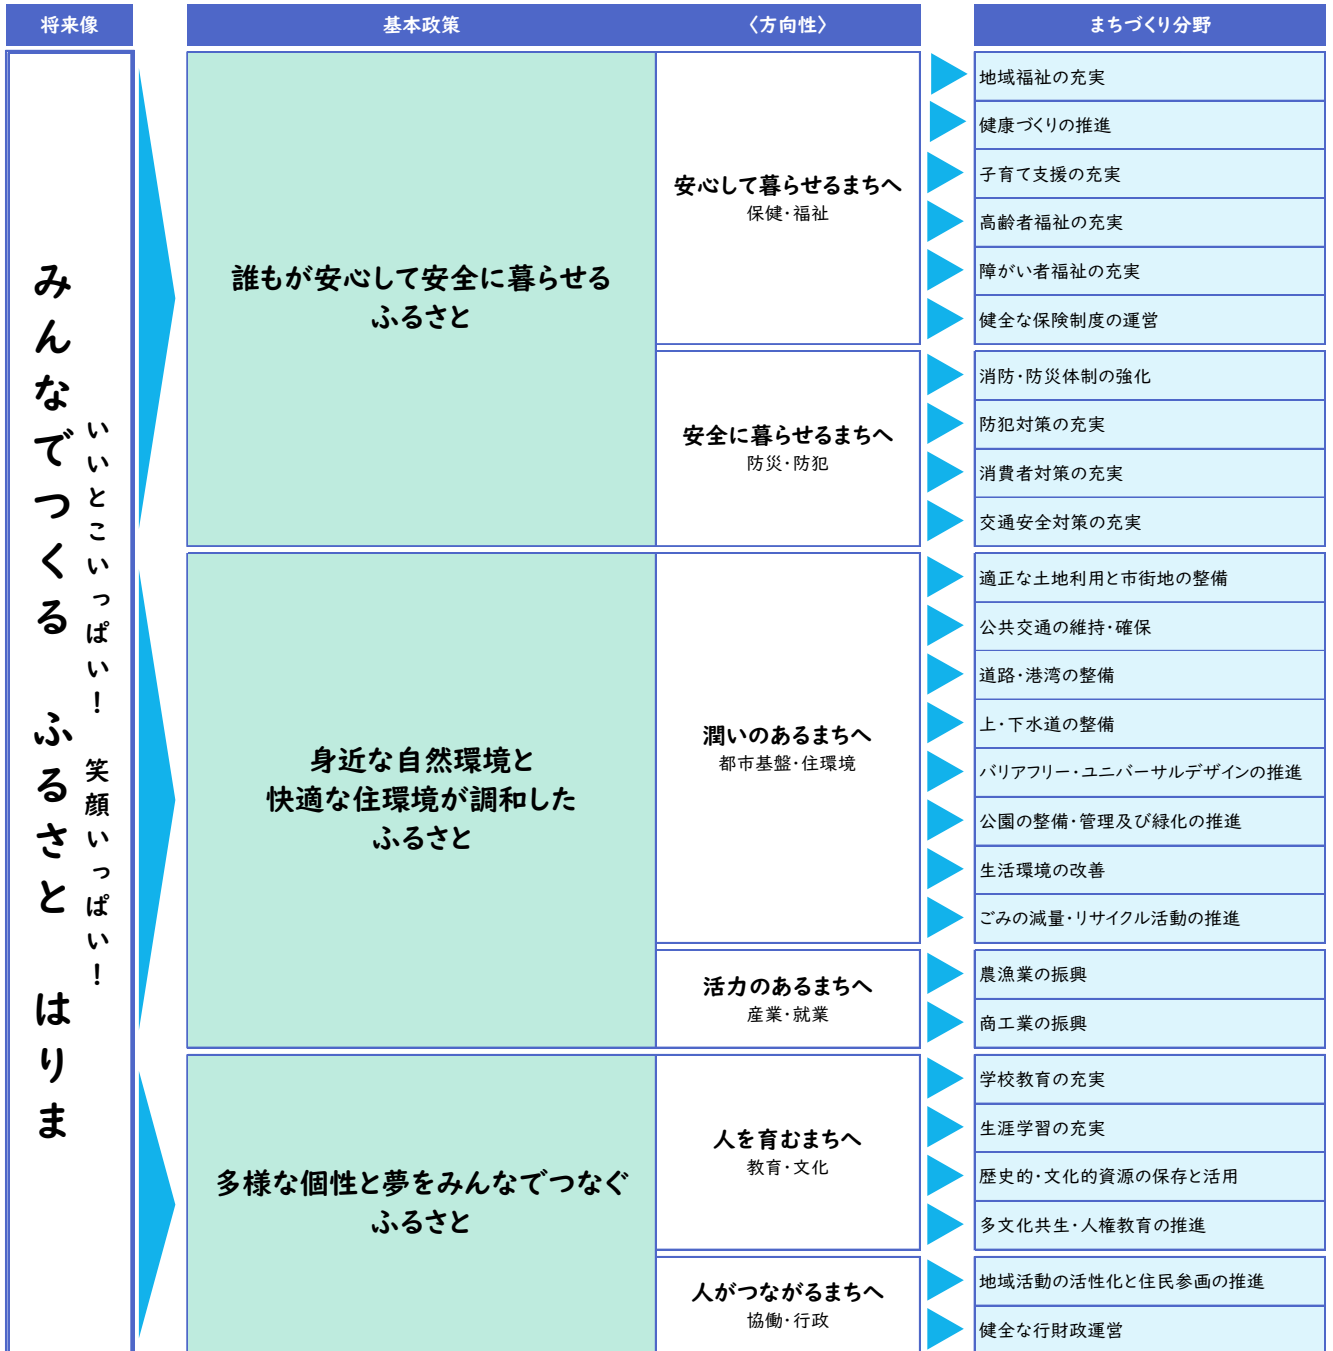 将来像
基本政策
〈方向性〉
まちづくり分野
いいとこいっぱい！ 笑顔いっぱい！
みんなでつくる ふるさと はりま
誰もが安心して安全に暮らせる
ふるさと
安心して暮らせるまちへ
保健・福祉
地域福祉の充実
健康づくりの推進
子育て支援の充実
高齢者福祉の充実
障がい者福祉の充実
健全な保険制度の運営
安全に暮らせるまちへ
防災・防犯
消防・防災体制の強化
防犯対策の充実
消費者対策の充実
交通安全対策の充実
身近な自然環境と
快適な住環境が調和した
ふるさと
潤いのあるまちへ
都市基盤・住環境
適正な土地利用と市街地の整備
公共交通の維持・確保
道路・港湾の整備
上・下水道の整備
バリアフリー・ユニバーサルデザインの推進
公園の整備・管理及び緑化の推進
生活環境の改善
ごみの減量・リサイクル活動の推進
活力のあるまちへ
産業・就業
農漁業の振興
商工業の振興
多様な個性と夢をみんなでつなぐ
ふるさと
人を育むまちへ
教育・文化
学校教育の充実
生涯学習の充実
歴史的・文化的資源の保存と活用
多文化共生・人権教育の推進
人がつながるまちへ
協働・行政
地域活動の活性化と住民参画の推進
健全な行財政運営